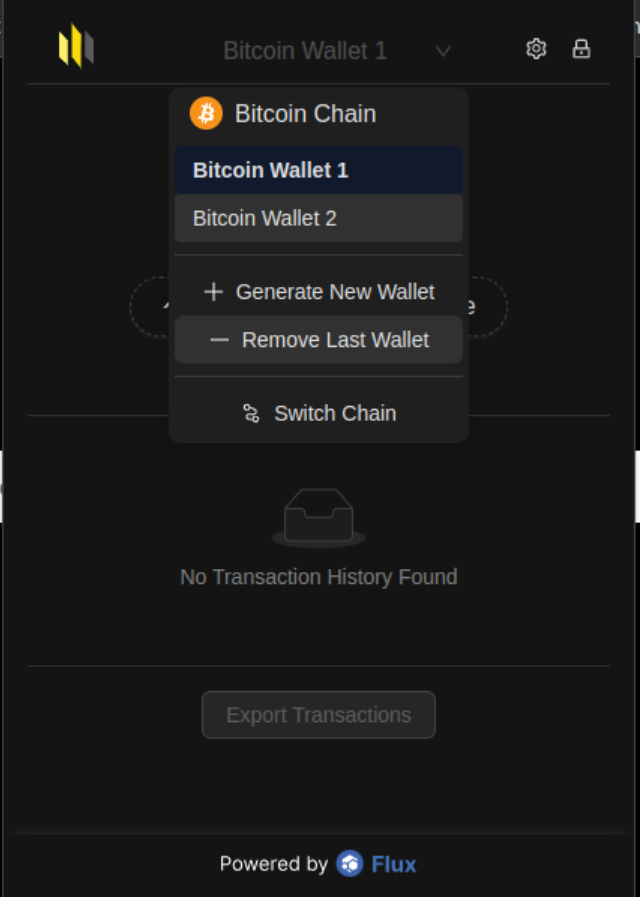 Bitcoin Wallet 1
Bitcoin Chain
Bitcoin Wallet 1
Bitcoin Wallet 2
Generate New Wallet
Remove Last Wallet
Switch Chain
No Transaction History Found
Export Transactions
Powered by Flux